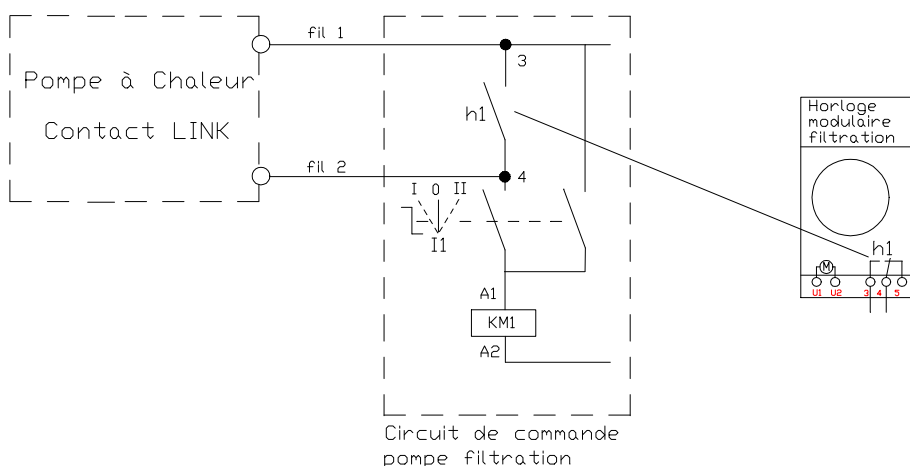 Pompe à Chaleur
Contact LINK
fil 1
fil 2
3
h1
4
I 0 II
I1
A1
KM1
A2
Circuit de commande
pompe filtration
Horloge
modulaire
filtration
h1
M
U1 U2 3 4 5